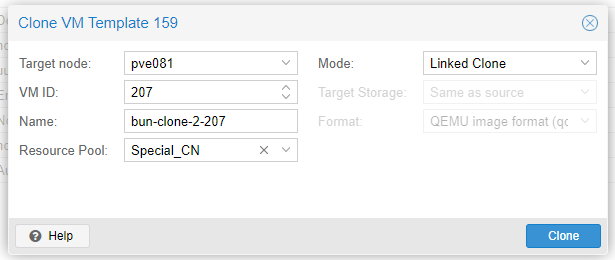 Clone VM Template 159
Target node: pve081 Mode: Linked Clone
VM ID: 207 Target Storage: Same as source
Name: bun-clone-2-207 Format: QEMU image format (qc
Resource Pool: Special_CN
Help Clone